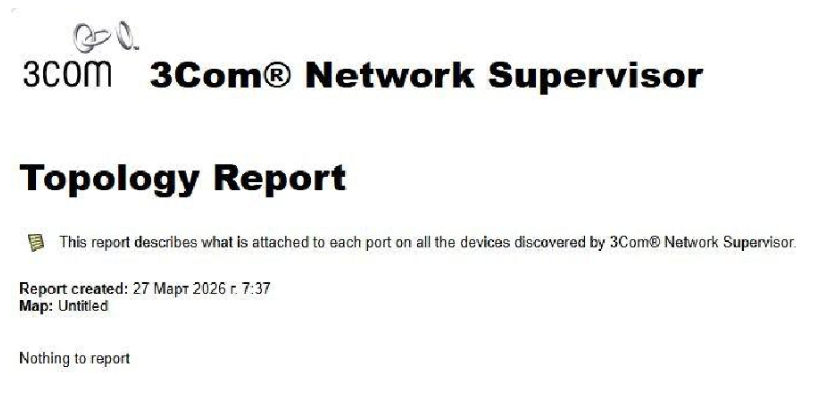 3COM
3Com® Network Supervisor
Topology Report
This report describes what is attached to each port on all the devices discovered by 3Com® Network Supervisor.
Report created: 27 Март 2026 г. 7:37
Map: Untitled
Nothing to report